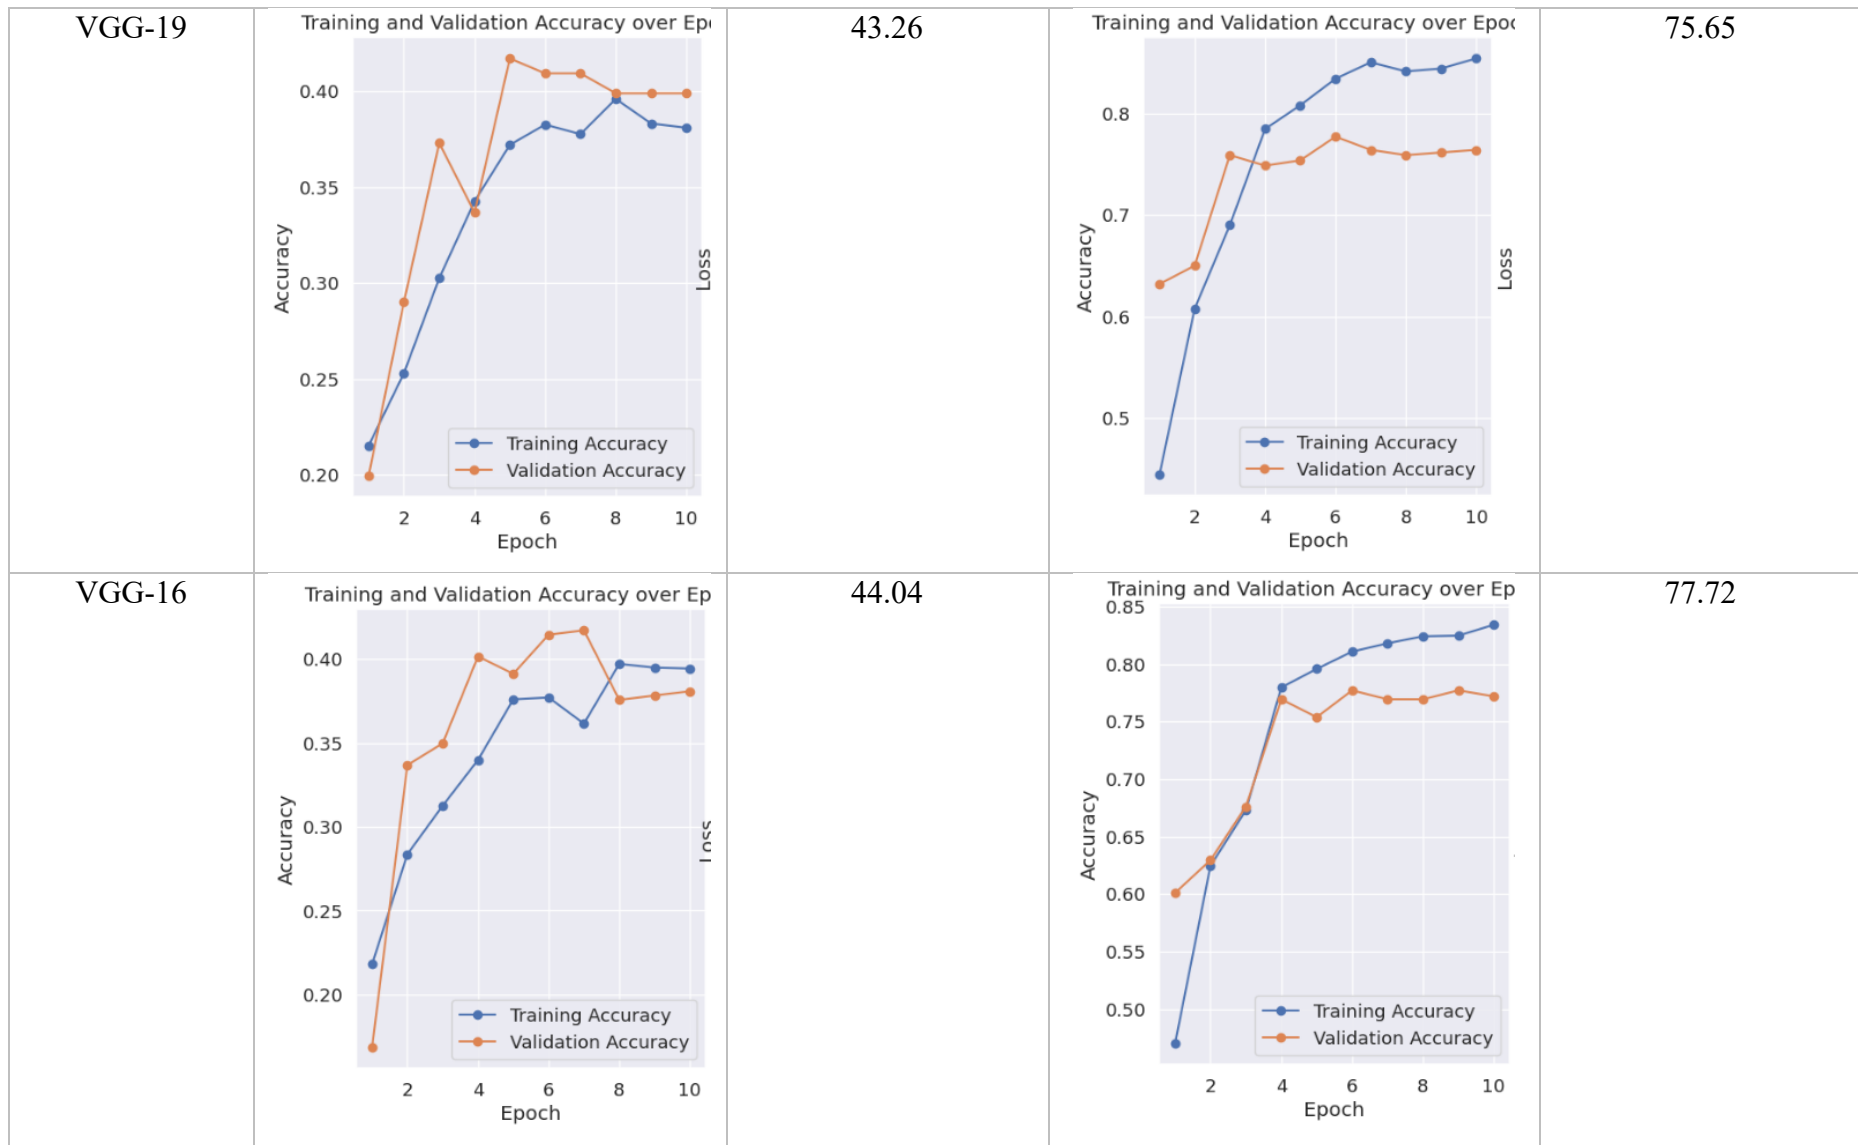 VGG-19
Training and Validation Accuracy over Ep
0.40
0.35
0.30
0.25
0.20
Accuracy
Training Accuracy
Validation Accuracy
2 4 6 8 10
Epoch
Loss
43.26
Training and Validation Accuracy over Epoc
0.8
0.7
0.6
0.5
Accuracy
Training Accuracy
Validation Accuracy
2 4 6 8 10
Epoch
Loss
75.65
VGG-16
Training and Validation Accuracy over Ep
0.40
0.35
0.30
0.25
0.20
Accuracy
Training Accuracy
Validation Accuracy
2 4 6 8 10
Epoch
Loss
44.04
Training and Validation Accuracy over Ep
0.85
0.80
0.75
0.70
0.65
0.60
0.55
0.50
Accuracy
Training Accuracy
Validation Accuracy
2 4 6 8 10
Epoch
77.72